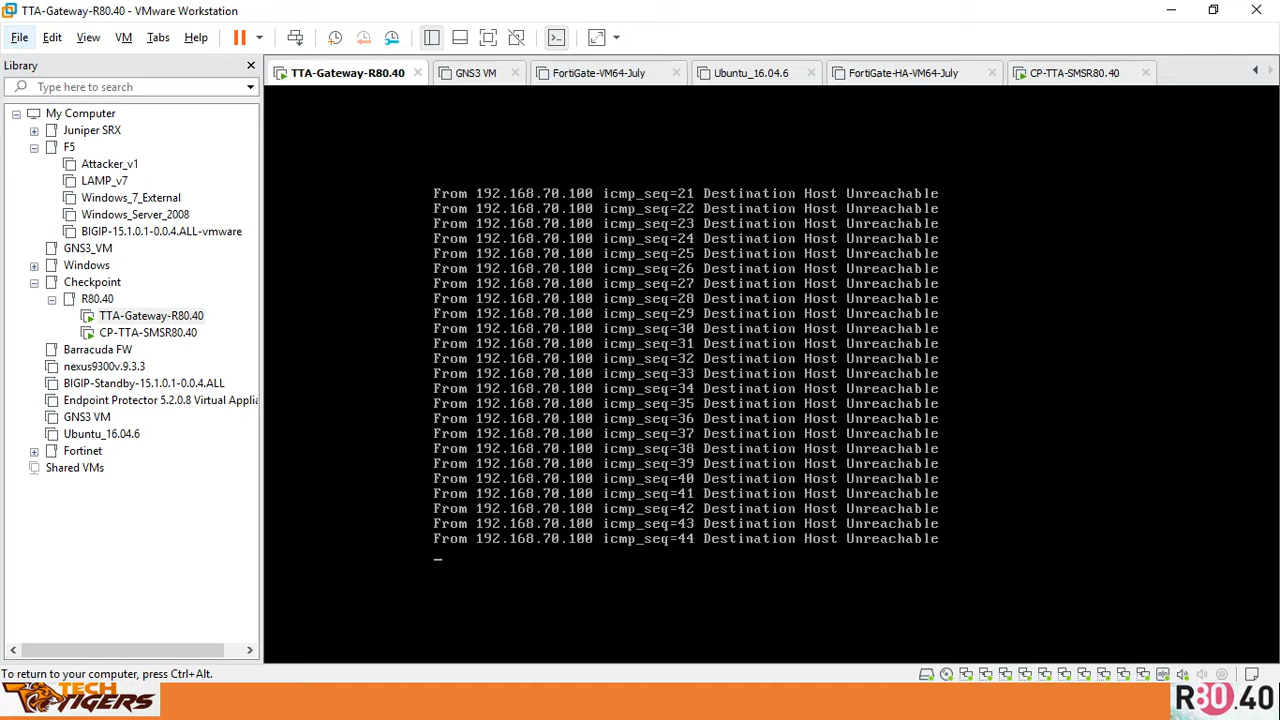 TTA-Gateway-R80.40 - VMware Workstation
File Edit View VM Tabs Help
Library
Type here to search
My Computer
Juniper SRX
F5
Attacker_v1
LAMP_v7
Windows_7_External
Windows_Server_2008
BIGIP-15.1.0.1-0.0.4.ALL-vmware
GNS3_VM
Windows
Checkpoint
R80.40
TTA-Gateway-R80.40
CP-TTA-SMSR80.40
Barracuda FW
nexus9300v.9.3.3
BIGIP-Standby-15.1.0.1-0.0.4.ALL
Endpoint Protector 5.2.0.8 Virtual Applia
GNS3 VM
Ubuntu_16.04.6
Fortinet
Shared VMs
TTA-Gateway-R80.40 GNS3 VM FortiGate-VM64-July Ubuntu_16.04.6 FortiGate-HA-VM64-July CP-TTA-SMSR80.40
From 192.168.70.100 icmp_seq=21 Destination Host Unreachable
From 192.168.70.100 icmp_seq=22 Destination Host Unreachable
From 192.168.70.100 icmp_seq=23 Destination Host Unreachable
From 192.168.70.100 icmp_seq=24 Destination Host Unreachable
From 192.168.70.100 icmp_seq=25 Destination Host Unreachable
From 192.168.70.100 icmp_seq=26 Destination Host Unreachable
From 192.168.70.100 icmp_seq=27 Destination Host Unreachable
From 192.168.70.100 icmp_seq=28 Destination Host Unreachable
From 192.168.70.100 icmp_seq=29 Destination Host Unreachable
From 192.168.70.100 icmp_seq=30 Destination Host Unreachable
From 192.168.70.100 icmp_seq=31 Destination Host Unreachable
From 192.168.70.100 icmp_seq=32 Destination Host Unreachable
From 192.168.70.100 icmp_seq=33 Destination Host Unreachable
From 192.168.70.100 icmp_seq=34 Destination Host Unreachable
From 192.168.70.100 icmp_seq=35 Destination Host Unreachable
From 192.168.70.100 icmp_seq=36 Destination Host Unreachable
From 192.168.70.100 icmp_seq=37 Destination Host Unreachable
From 192.168.70.100 icmp_seq=38 Destination Host Unreachable
From 192.168.70.100 icmp_seq=39 Destination Host Unreachable
From 192.168.70.100 icmp_seq=40 Destination Host Unreachable
From 192.168.70.100 icmp_seq=41 Destination Host Unreachable
From 192.168.70.100 icmp_seq=42 Destination Host Unreachable
From 192.168.70.100 icmp_seq=43 Destination Host Unreachable
From 192.168.70.100 icmp_seq=44 Destination Host Unreachable
_
To return to your computer, press Ctrl+Alt.
TECH
TIGERS
R80.40